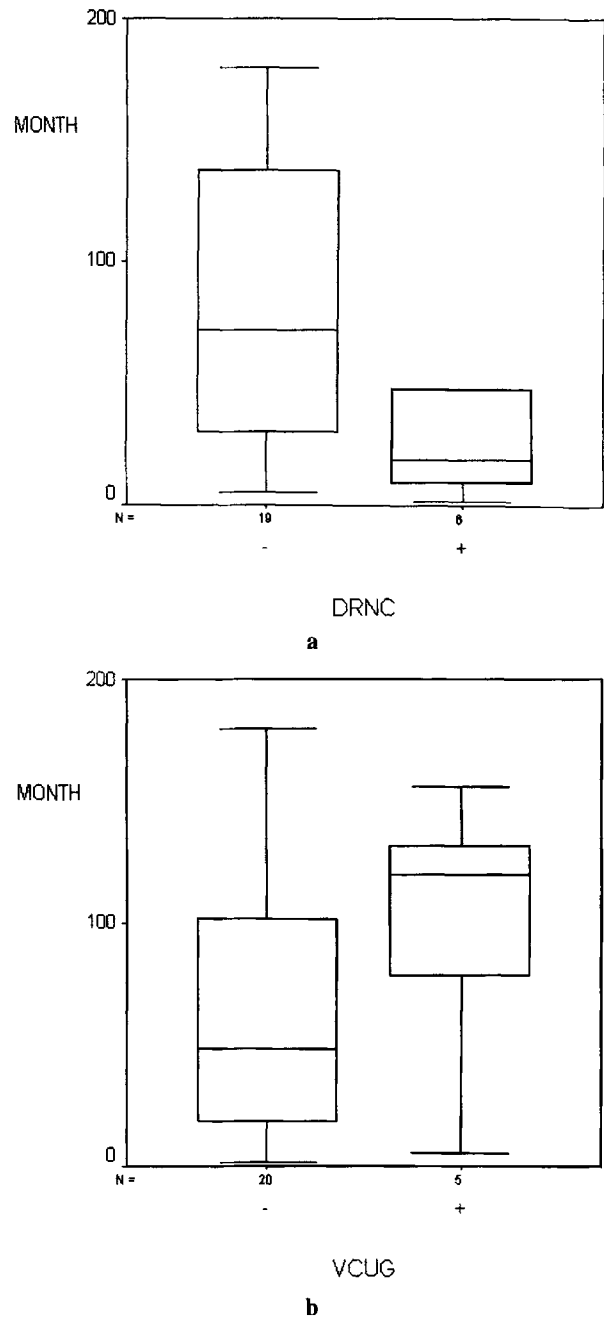 200
MONTH
100
0
N = 19 6
- +
DRNC
a
200
MONTH
100
0
N = 20 5
- +
VCUG
b